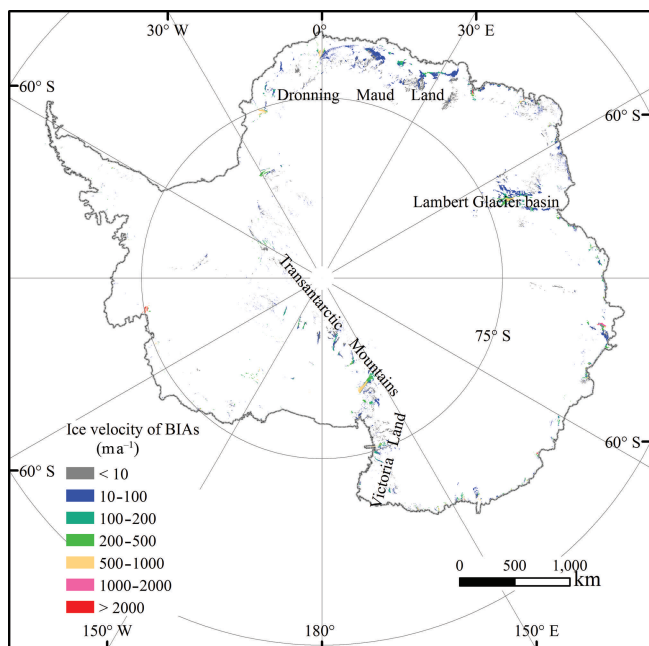 30° W
0°
30° E
60° S
60° S
Dronning Maud Land
Lambert Glacier basin
Transantarctic Mountains
75° S
Victoria Land
Ice velocity of BIAs
(m a⁻¹)
< 10
10–100
100–200
200–500
500–1000
1000–2000
> 2000
60° S
60° S
0 500 1,000
km
150° W
180°
150° E